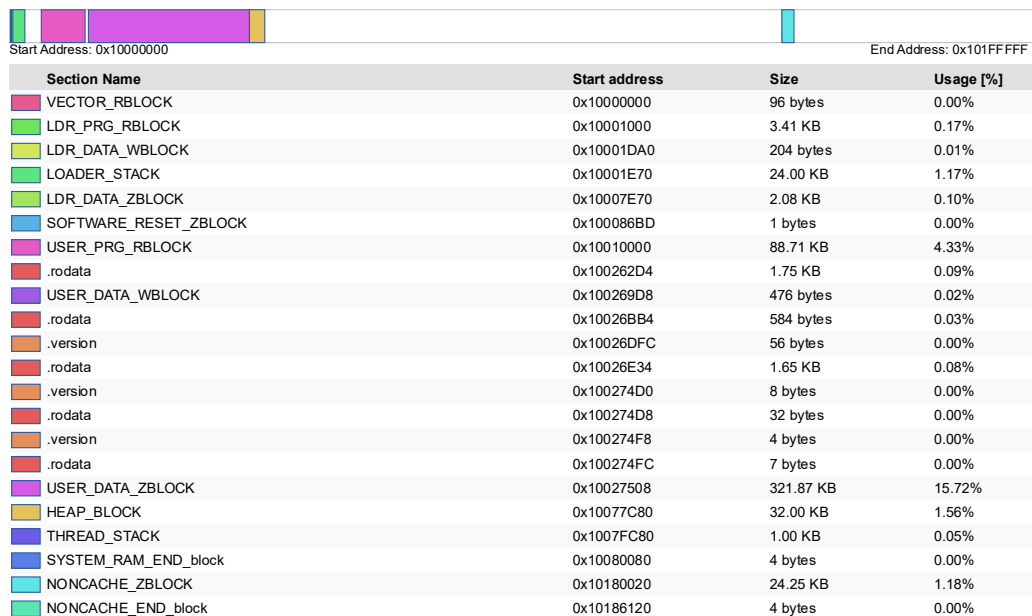 Start Address: 0x10000000 End Address: 0x101FFFFF
Section Name Start address Size Usage [%]
VECTOR_RBLOCK 0x10000000 96 bytes 0.00%
LDR_PRG_RBLOCK 0x10001000 3.41 KB 0.17%
LDR_DATA_WBLOCK 0x10001DA0 204 bytes 0.01%
LOADER_STACK 0x10001E70 24.00 KB 1.17%
LDR_DATA_ZBLOCK 0x10007E70 2.08 KB 0.10%
SOFTWARE_RESET_ZBLOCK 0x100086BD 1 bytes 0.00%
USER_PRG_RBLOCK 0x10010000 88.71 KB 4.33%
.rodata 0x100262D4 1.75 KB 0.09%
USER_DATA_WBLOCK 0x100269D8 476 bytes 0.02%
.rodata 0x10026BB4 584 bytes 0.03%
.version 0x10026DFC 56 bytes 0.00%
.rodata 0x10026E34 1.65 KB 0.08%
.version 0x100274D0 8 bytes 0.00%
.rodata 0x100274D8 32 bytes 0.00%
.version 0x100274F8 4 bytes 0.00%
.rodata 0x100274FC 7 bytes 0.00%
USER_DATA_ZBLOCK 0x10027508 321.87 KB 15.72%
HEAP_BLOCK 0x10077C80 32.00 KB 1.56%
THREAD_STACK 0x1007FC80 1.00 KB 0.05%
SYSTEM_RAM_END_block 0x10080080 4 bytes 0.00%
NONCACHE_ZBLOCK 0x10180020 24.25 KB 1.18%
NONCACHE_END_block 0x10186120 4 bytes 0.00%